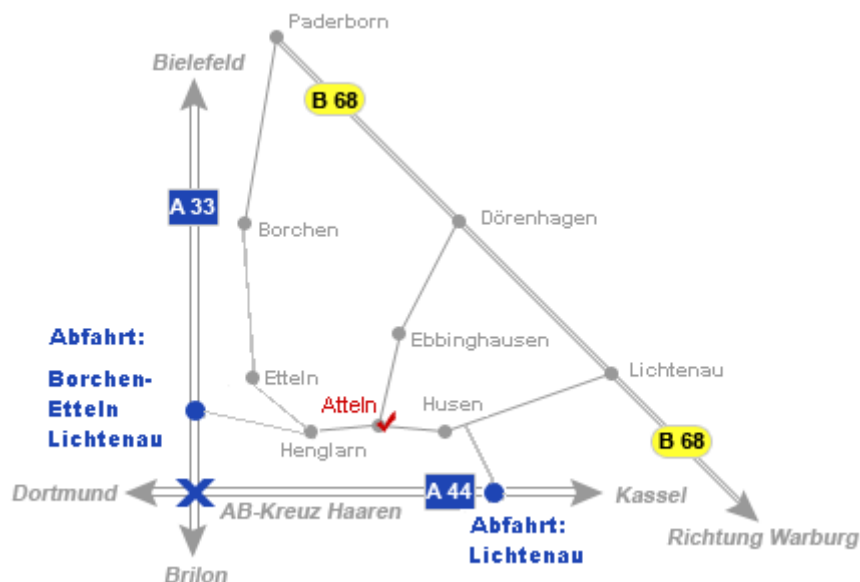 Paderborn
Bielefeld
B 68
A 33
Borchen
Dörenhagen
Abfahrt:
Borchen-
Etteln
Lichtenau
Ebbinghausen
Etteln
Lichtenau
Atteln
Husen
Henglarn
B 68
Dortmund
AB-Kreuz Haaren
A 44
Kassel
Abfahrt:
Lichtenau
Richtung Warburg
Brilon